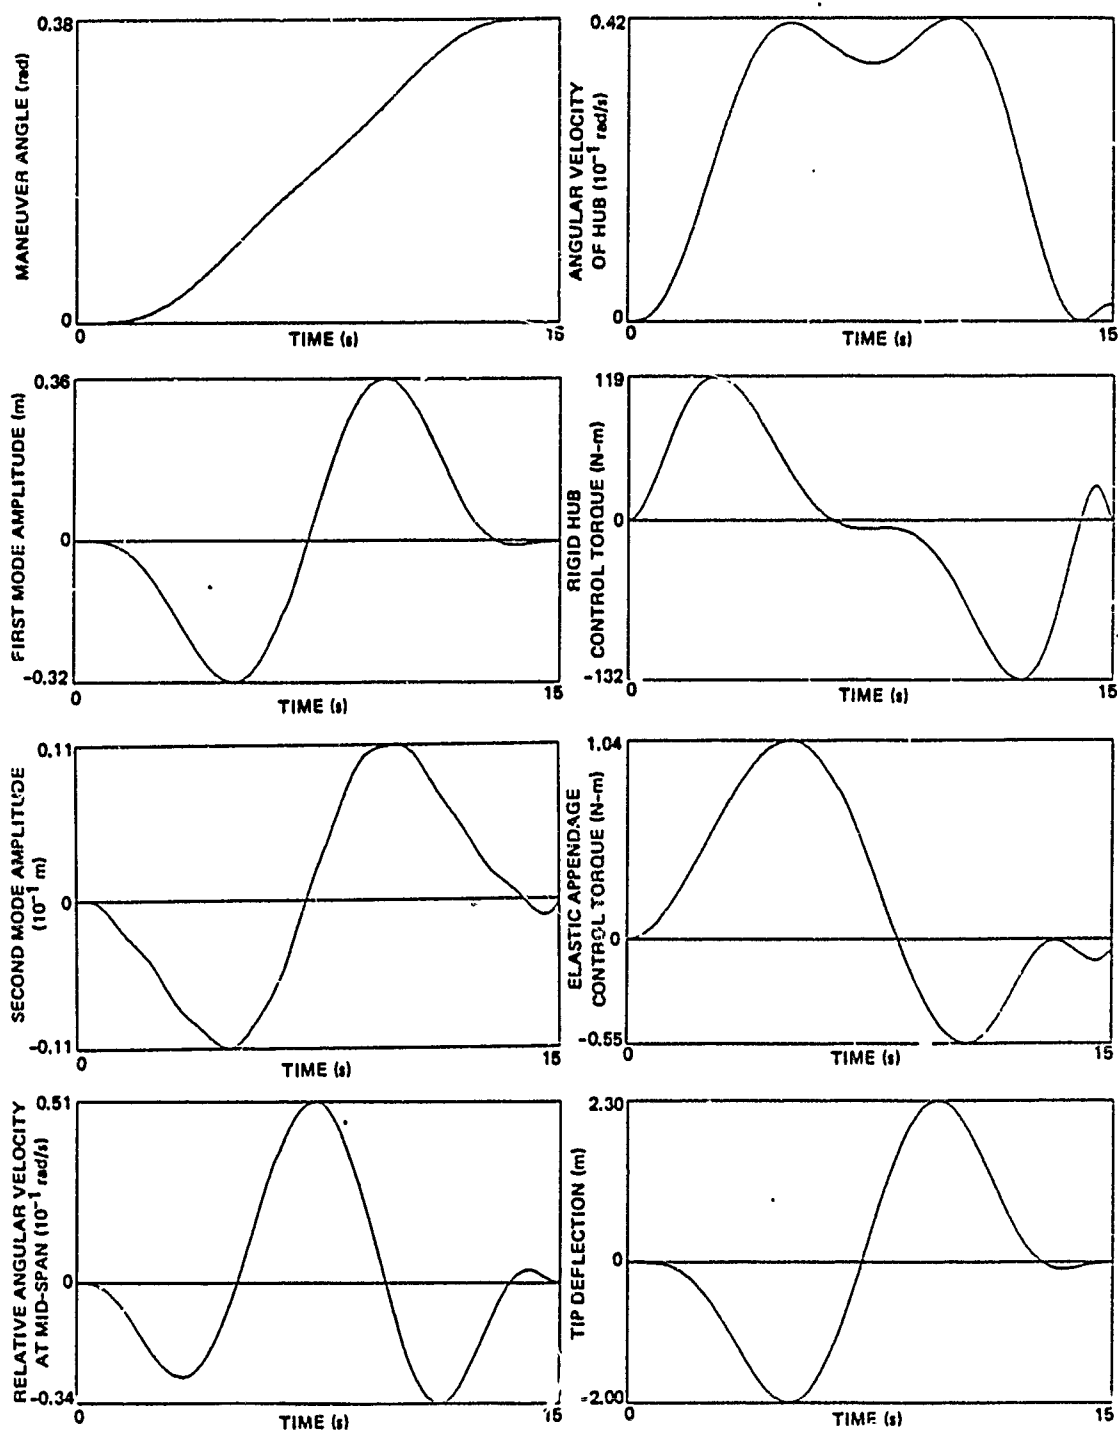 MANEUVER ANGLE (rad)
0.38
0
0
TIME (s)
15
ANGULAR VELOCITY
OF HUB (10⁻¹ rad/s)
0.42
0
0
TIME (s)
15
FIRST MODE AMPLITUDE (m)
0.36
0
-0.32
0
TIME (s)
15
RIGID HUB
CONTROL TORQUE (N-m)
119
0
-132
0
TIME (s)
15
SECOND MODE AMPLITUDE
(10⁻¹ m)
0.11
0
-0.11
0
TIME (s)
15
ELASTIC APPENDAGE
CONTROL TORQUE (N-m)
1.04
0
-0.55
0
TIME (s)
15
RELATIVE ANGULAR VELOCITY
AT MID-SPAN (10⁻¹ rad/s)
0.51
0
-0.34
0
TIME (s)
15
TIP DEFLECTION (m)
2.30
0
-2.00
0
TIME (s)
15